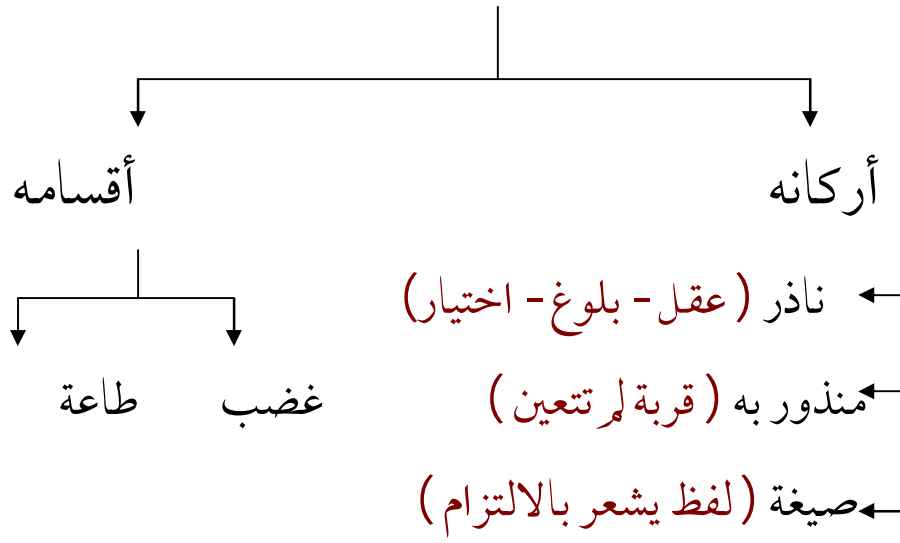 أركانه
أقسامه
ناذر (عقل - بلوغ - اختيار)
منذور به (قربة لم تتعين)
غضب
طاعة
صيغة (لفظ يشعر بالالتزام)